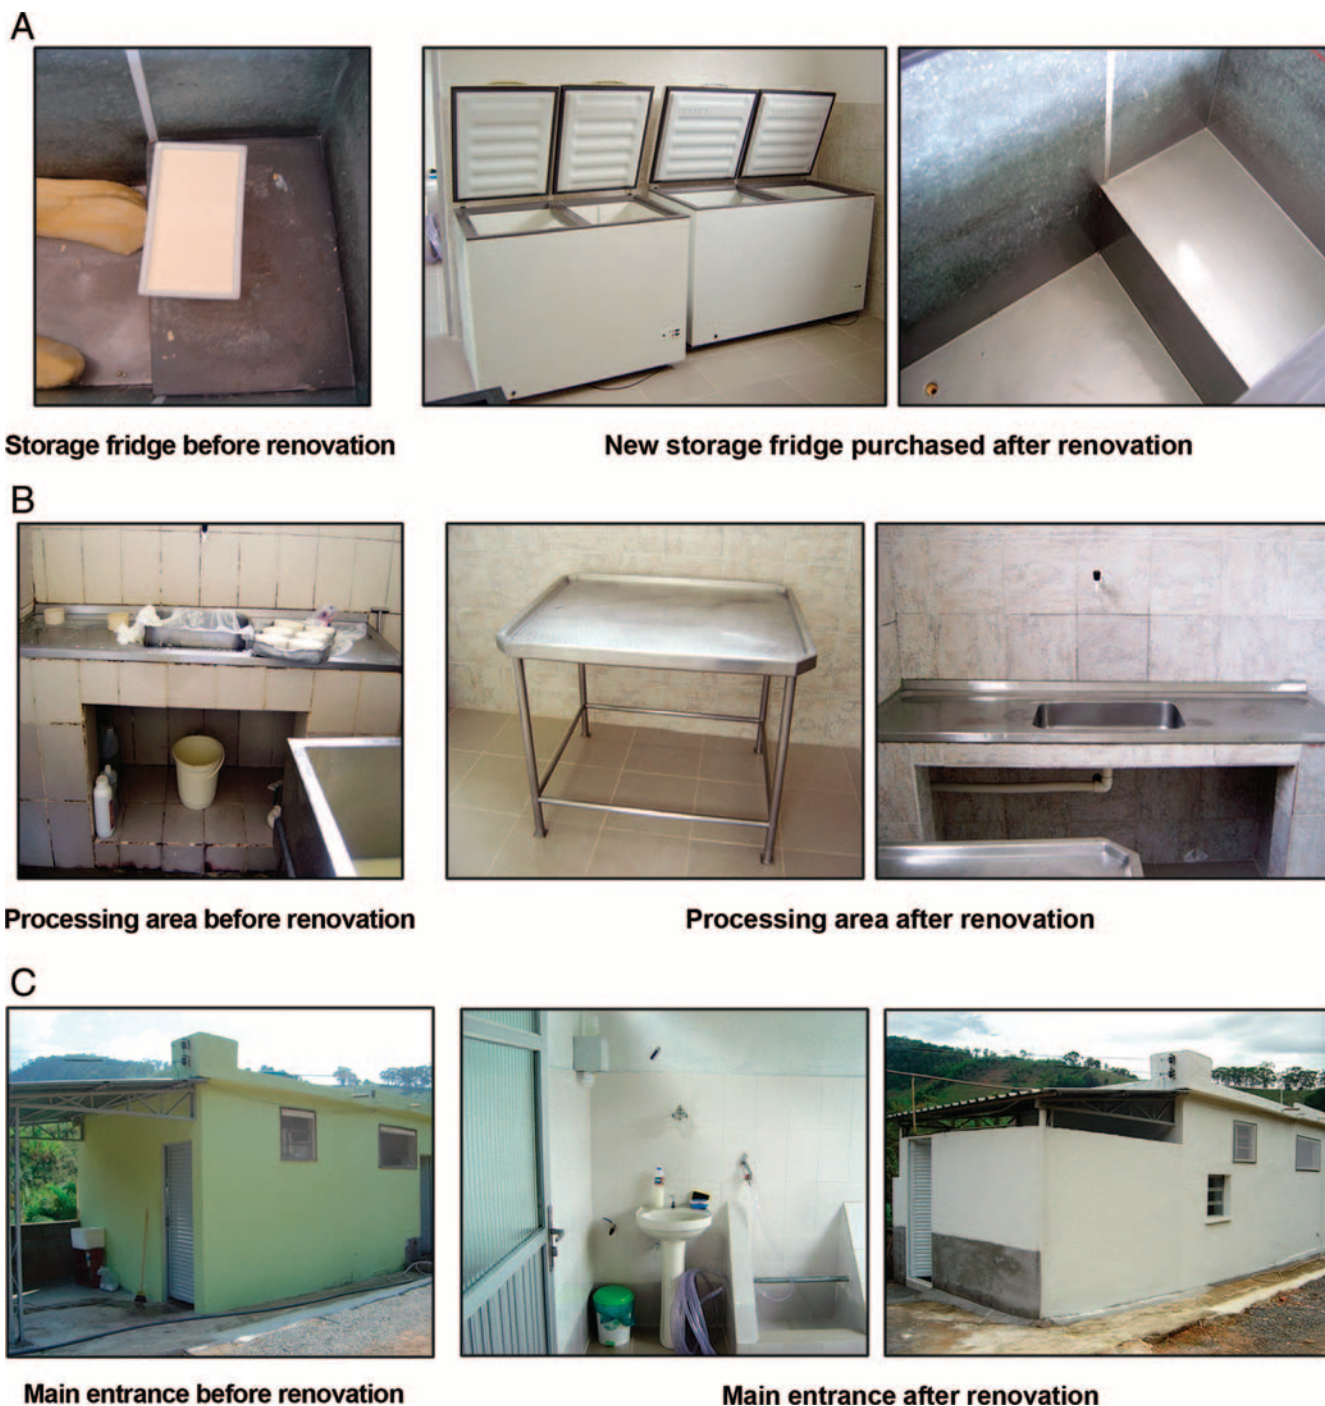 A
Storage fridge before renovation
New storage fridge purchased after renovation
B
Processing area before renovation
Processing area after renovation
C
Main entrance before renovation
Main entrance after renovation